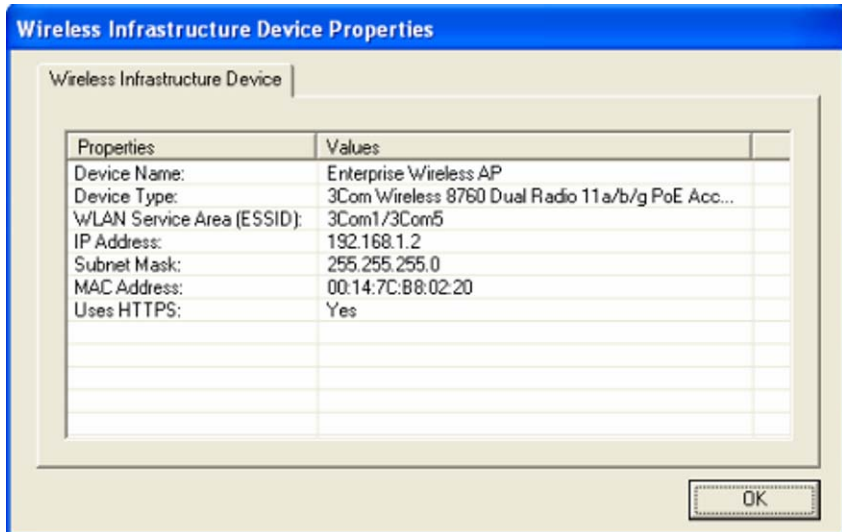 Wireless Infrastructure Device Properties
Wireless Infrastructure Device
Properties Values
Device Name: Enterprise Wireless AP
Device Type: 3Com Wireless 8760 Dual Radio 11a/b/g PoE Acc...
WLAN Service Area (ESSID): 3Com1/3Com5
IP Address: 192.168.1.2
Subnet Mask: 255.255.255.0
MAC Address: 00:14:7C:B8:02:20
Uses HTTPS: Yes
OK